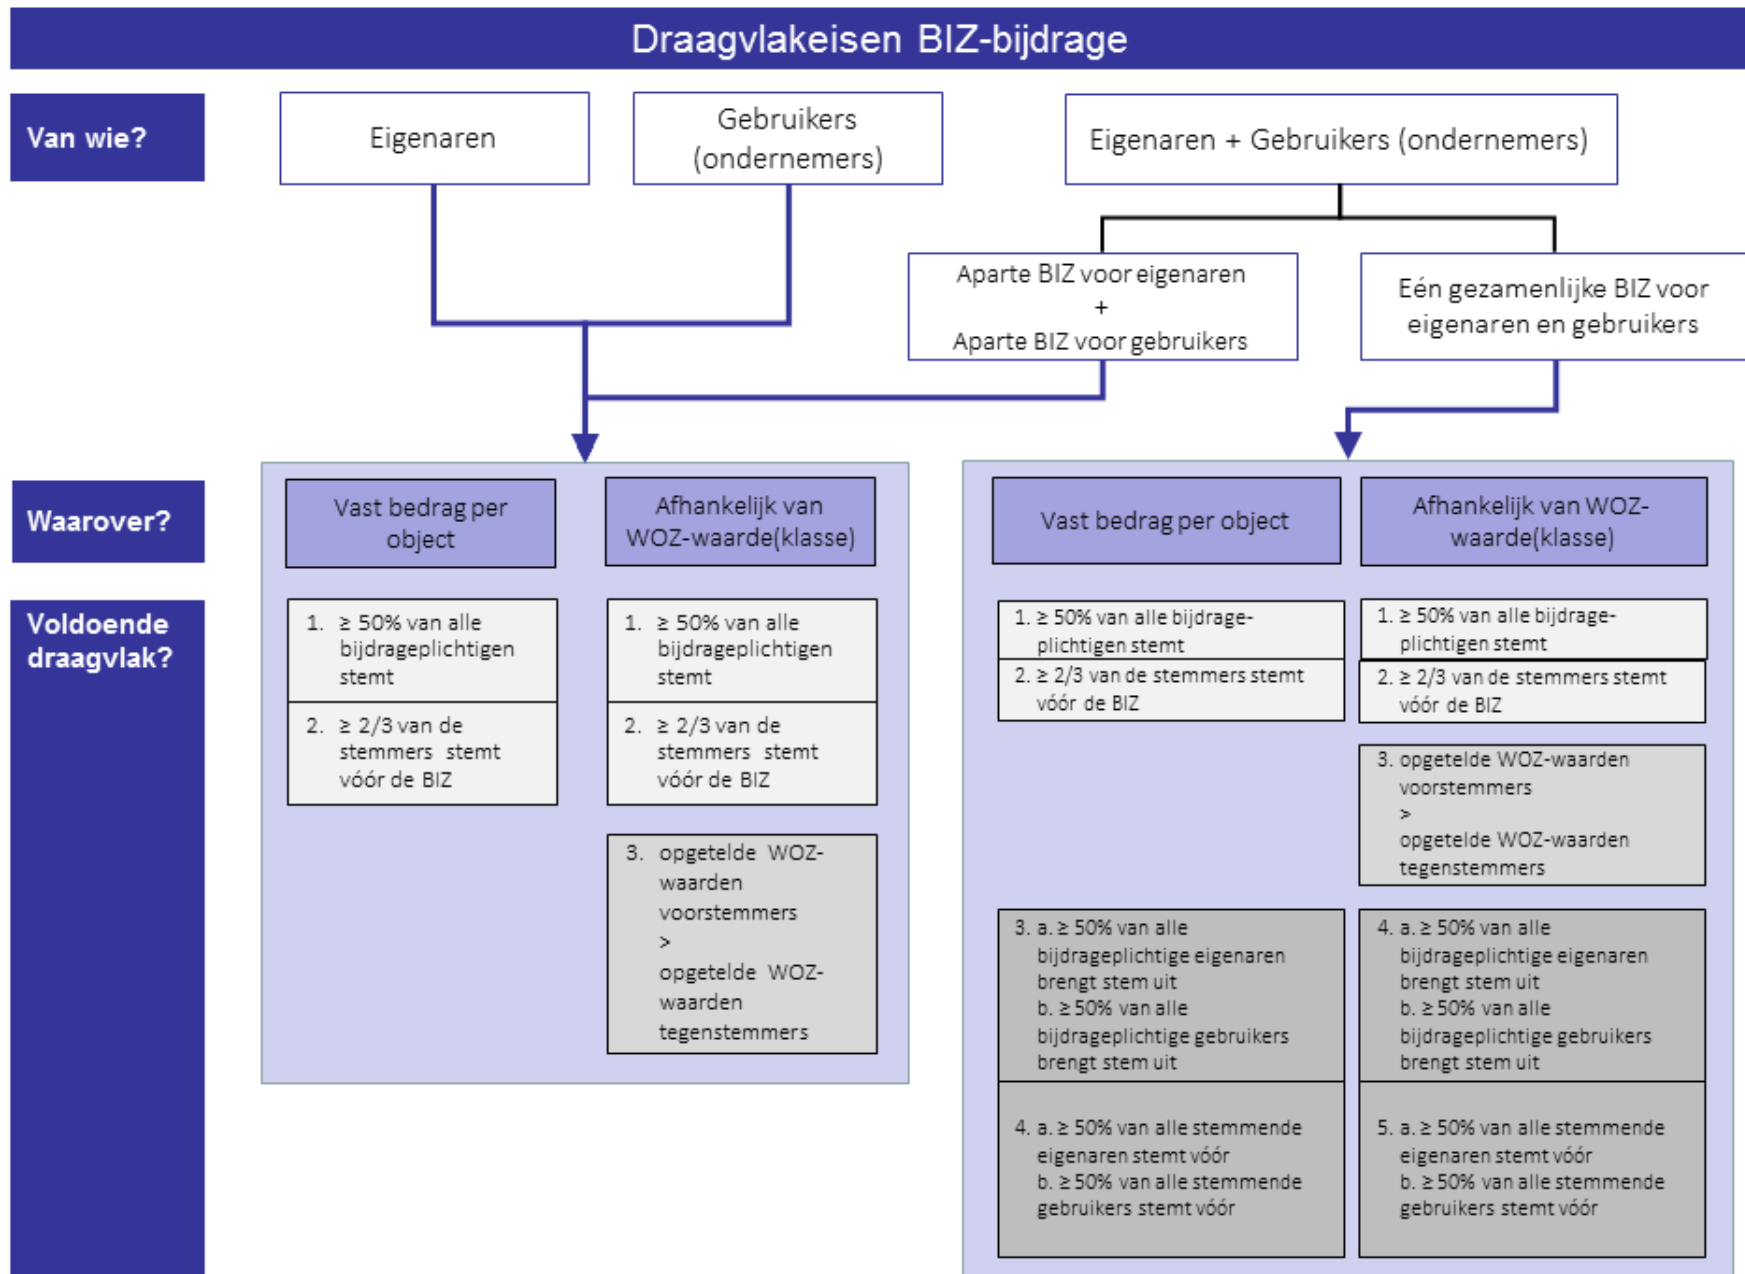 Draagvlakeisen BIZ-bijdrage
Van wie?
Eigenaren
Gebruikers
(ondernemers)
Eigenaren + Gebruikers (ondernemers)
Aparte BIZ voor eigenaren
+
Aparte BIZ voor gebruikers
Eén gezamenlijke BIZ voor
eigenaren en gebruikers
Waarover?
Vast bedrag per
object
Afhankelijk van
WOZ-waarde(klasse)
Vast bedrag per object
Afhankelijk van WOZ-
waarde(klasse)
Voldoende
draagvlak?
1. ≥ 50% van alle
bijdrageplichtigen
stemt
2. ≥ 2/3 van de
stemmers stemt
vóór de BIZ
1. ≥ 50% van alle
bijdrageplichtigen
stemt
2. ≥ 2/3 van de
stemmers stemt
vóór de BIZ
3. opgetelde WOZ-
waarden
voorstemmers
>
opgetelde WOZ-
waarden
tegenstemmers
1. ≥ 50% van alle bijdrage-
plichtigen stemt
2. ≥ 2/3 van de stemmers stemt
vóór de BIZ
3. a. ≥ 50% van alle
bijdrageplichtige eigenaren
brengt stem uit
b. ≥ 50% van alle
bijdrageplichtige gebruikers
brengt stem uit
4. a. ≥ 50% van alle stemmende
eigenaren stemt vóór
b. ≥ 50% van alle stemmende
gebruikers stemt vóór
1. ≥ 50% van alle bijdrage-
plichtigen stemt
2. ≥ 2/3 van de stemmers stemt
vóór de BIZ
3. opgetelde WOZ-waarden
voorstemmers
>
opgetelde WOZ-waarden
tegenstemmers
4. a. ≥ 50% van alle
bijdrageplichtige eigenaren
brengt stem uit
b. ≥ 50% van alle
bijdrageplichtige gebruikers
brengt stem uit
5. a. ≥ 50% van alle stemmende
eigenaren stemt vóór
b. ≥ 50% van alle stemmende
gebruikers stemt vóór